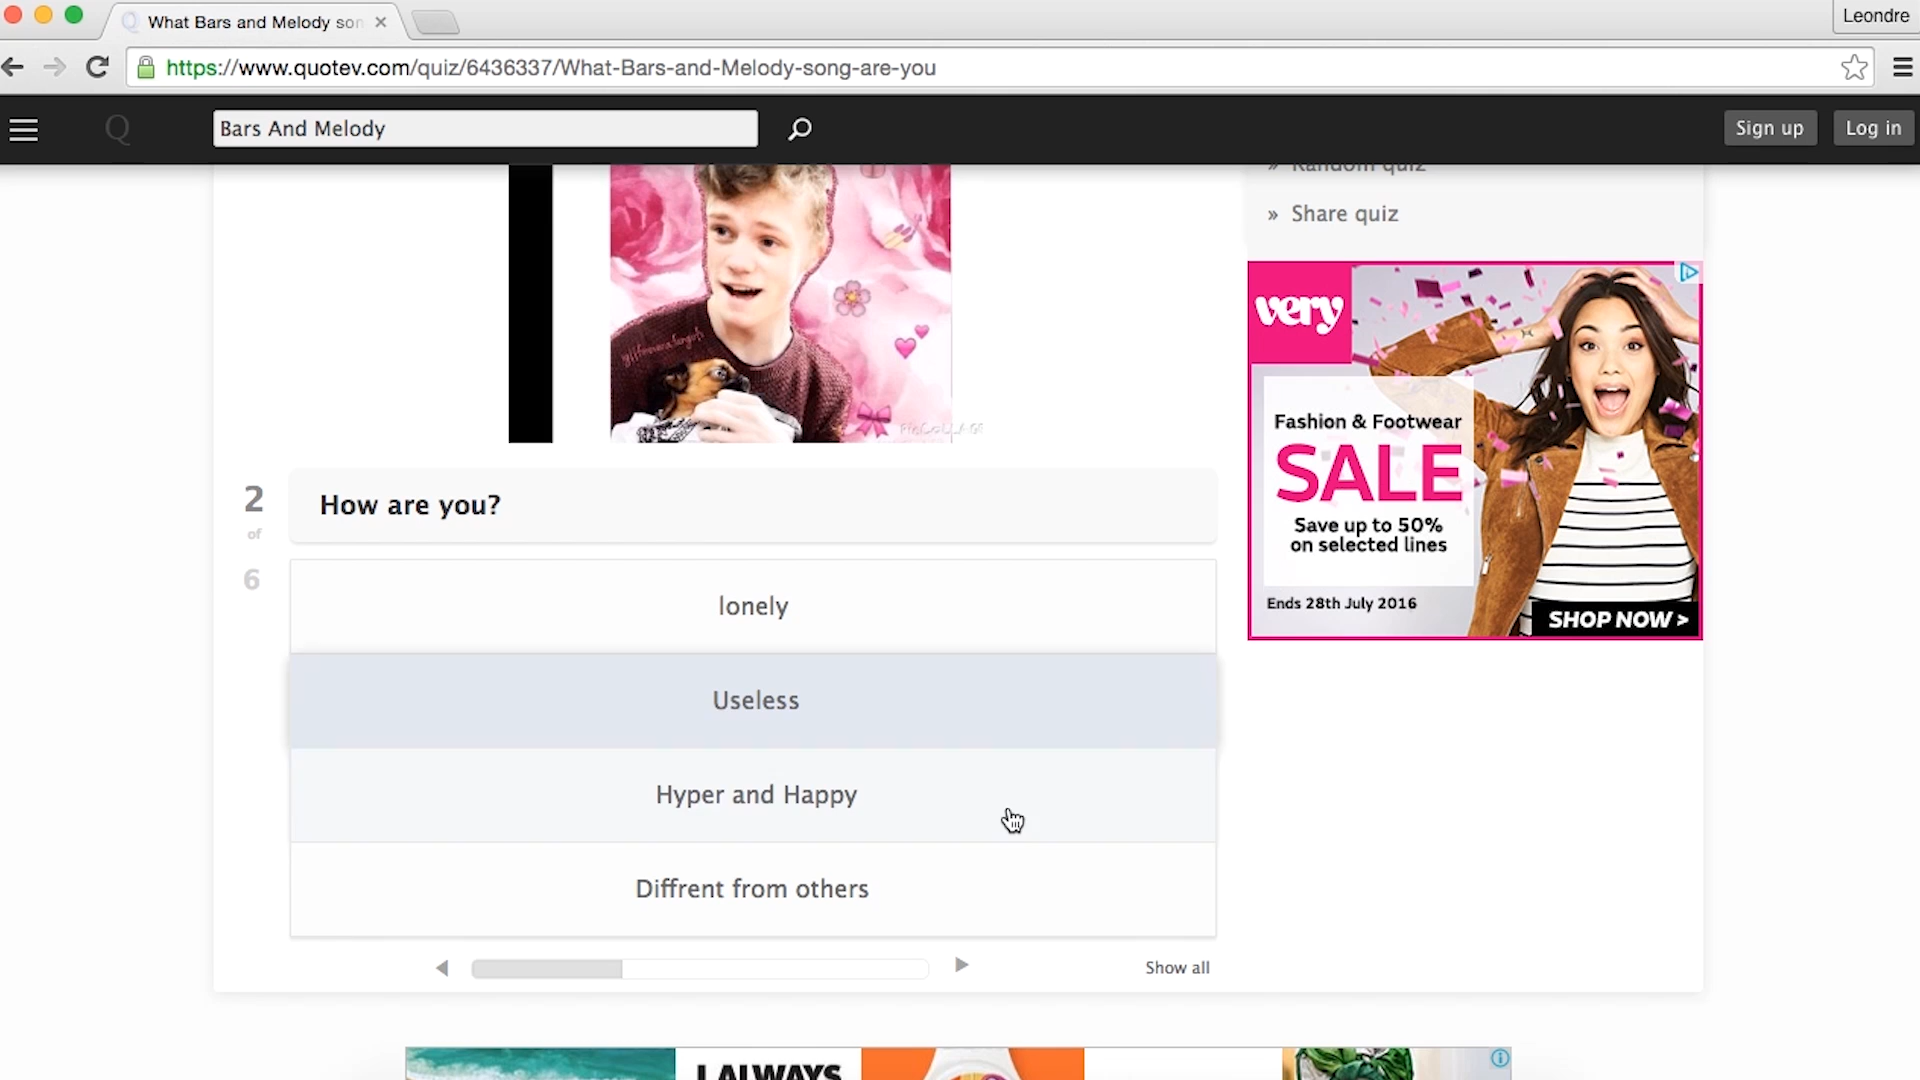 What Bars and Melody son
Leondre
https://www.quotev.com/quiz/6436337/What-Bars-and-Melody-song-are-you
Q
Bars And Melody
Sign up
Log in
» Random quiz
» Share quiz
PicCOLLAGE
very
Fashion & Footwear
SALE
Save up to 50%
on selected lines
Ends 28th July 2016
SHOP NOW >
2
of
6
How are you?
lonely
Useless
Hyper and Happy
Diffrent from others
Show all
I ALWAYS